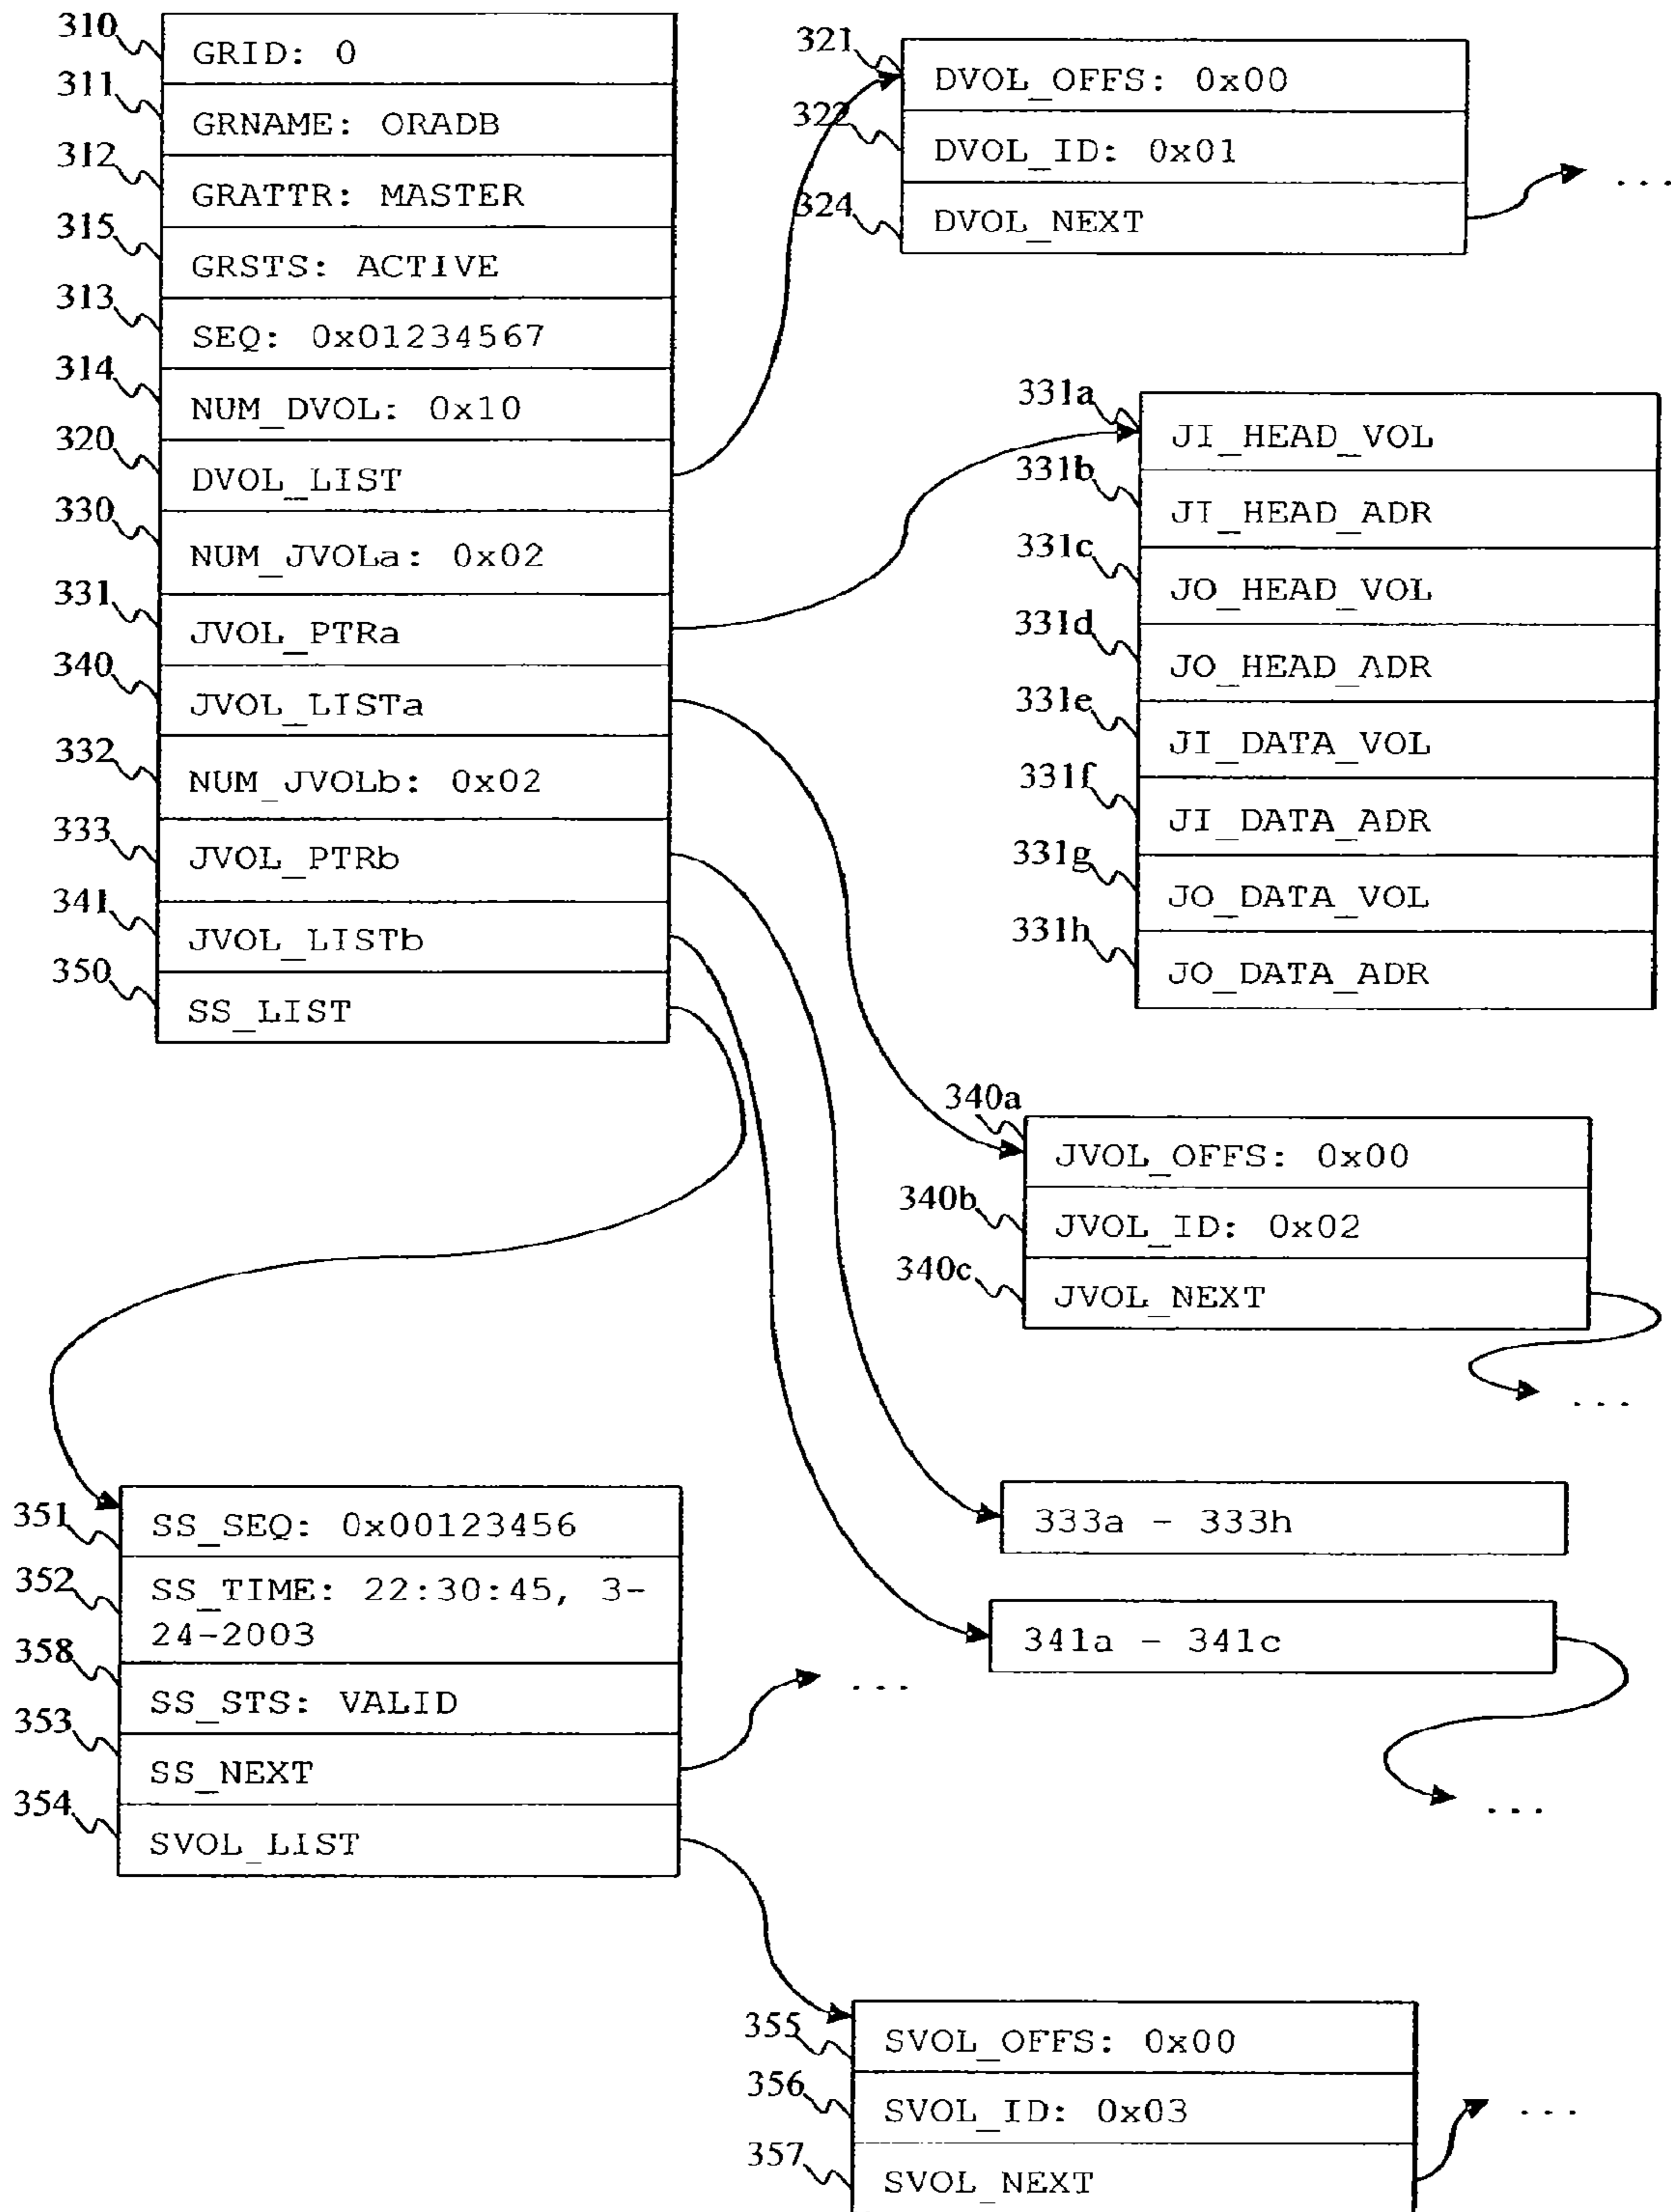 310
GRID: 0
311
GRNAME: ORADB
312
GRATTR: MASTER
315
GRSTS: ACTIVE
313
SEQ: 0x01234567
314
NUM_DVOL: 0x10
320
DVOL_LIST
330
NUM_JVOLa: 0x02
331
JVOL_PTRa
340
JVOL_LISTa
332
NUM_JVOLb: 0x02
333
JVOL_PTRb
341
JVOL_LISTb
350
SS_LIST
321
DVOL_OFFS: 0x00
322
DVOL_ID: 0x01
324
DVOL_NEXT
...
331a
JI_HEAD_VOL
331b
JI_HEAD_ADR
331c
JO_HEAD_VOL
331d
JO_HEAD_ADR
331e
JI_DATA_VOL
331f
JI_DATA_ADR
331g
JO_DATA_VOL
331h
JO_DATA_ADR
340a
JVOL_OFFS: 0x00
340b
JVOL_ID: 0x02
340c
JVOL_NEXT
...
333a - 333h
341a - 341c
...
351
SS_SEQ: 0x00123456
352
SS_TIME: 22:30:45, 3-
24-2003
358
SS_STS: VALID
353
SS_NEXT
...
354
SVOL_LIST
355
SVOL_OFFS: 0x00
356
SVOL_ID: 0x03
357
SVOL_NEXT
...